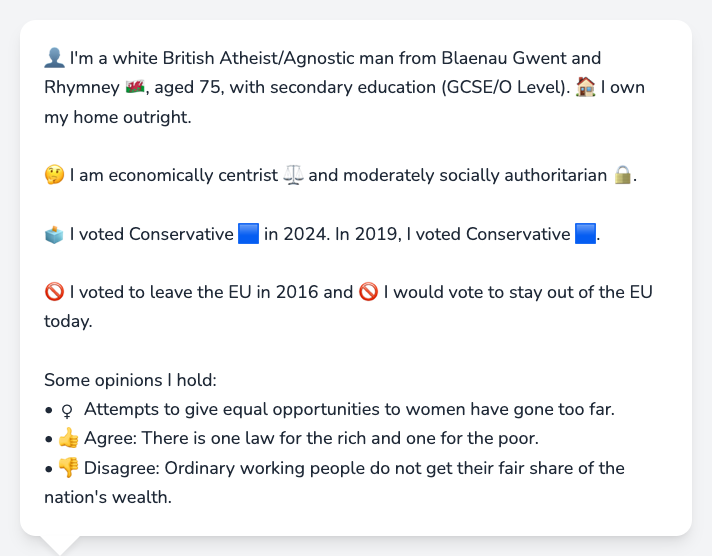 👤 I'm a white British Atheist/Agnostic man from Blaenau Gwent and
Rhymney 🏴󠁧󠁢󠁷󠁬󠁳󠁿, aged 75, with secondary education (GCSE/O Level). 🏠 I own
my home outright.
🤔 I am economically centrist ⚖️ and moderately socially authoritarian 🔒.
🗳️ I voted Conservative 🟦 in 2024. In 2019, I voted Conservative 🟦.
🚫 I voted to leave the EU in 2016 and 🚫 I would vote to stay out of the EU
today.
Some opinions I hold:
• ♀ Attempts to give equal opportunities to women have gone too far.
• 👍 Agree: There is one law for the rich and one for the poor.
• 👎 Disagree: Ordinary working people do not get their fair share of the
nation's wealth.